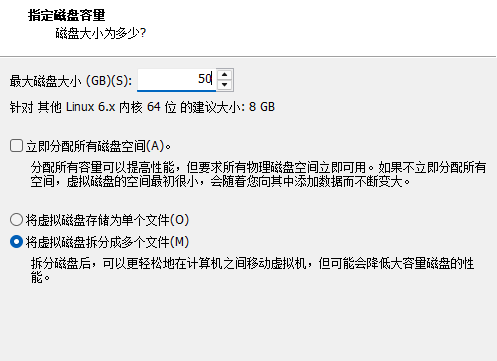 指定磁盘容量
磁盘大小为多少?
最大磁盘大小 (GB)(S): 50
针对 其他 Linux 6.x 内核 64 位 的建议大小: 8 GB
立即分配所有磁盘空间(A)。
分配所有容量可以提高性能，但要求所有物理磁盘空间立即可用。如果不立即分配所有
空间，虚拟磁盘的空间最初很小，会随着您向其中添加数据而不断变大。
将虚拟磁盘存储为单个文件(O)
将虚拟磁盘拆分成多个文件(M)
拆分磁盘后，可以更轻松地在计算机之间移动虚拟机，但可能会降低大容量磁盘的性
能。